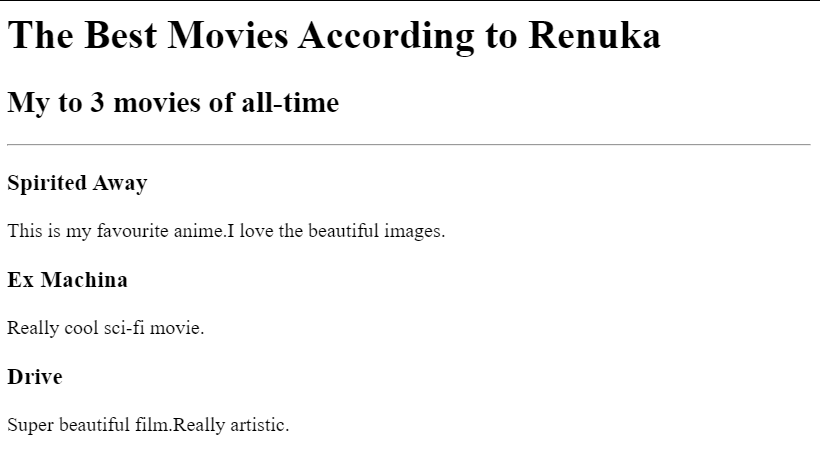 The Best Movies According to Renuka
My to 3 movies of all-time
Spirited Away
This is my favourite anime.I love the beautiful images.
Ex Machina
Really cool sci-fi movie.
Drive
Super beautiful film.Really artistic.